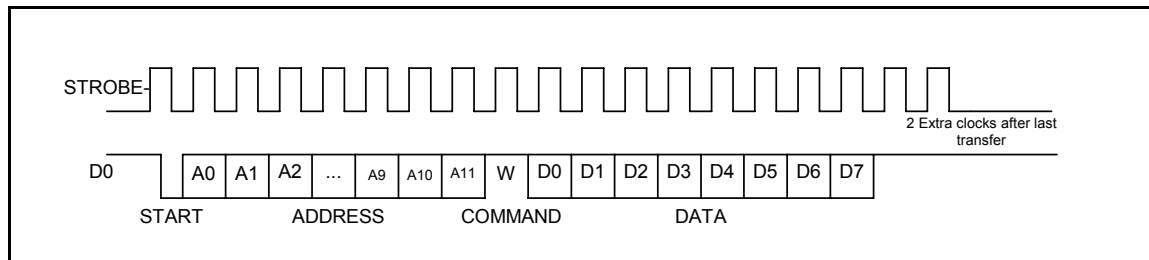 STROBE
2 Extra clocks after last
transfer
D0 A0 A1 A2 ... A9 A10 A11 W D0 D1 D2 D3 D4 D5 D6 D7
START ADDRESS COMMAND DATA